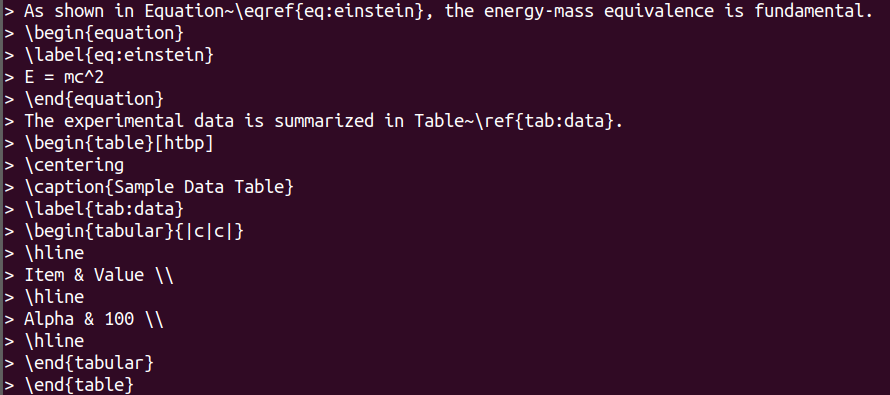 > As shown in Equation~\eqref{eq:einstein}, the energy-mass equivalence is fundamental.
> \begin{equation}
> \label{eq:einstein}
> E = mc^2
> \end{equation}
> The experimental data is summarized in Table~\ref{tab:data}.
> \begin{table}[htbp]
> \centering
> \caption{Sample Data Table}
> \label{tab:data}
> \begin{tabular}{|c|c|}
> \hline
> Item & Value \\
> \hline
> Alpha & 100 \\
> \hline
> \end{tabular}
> \end{table}